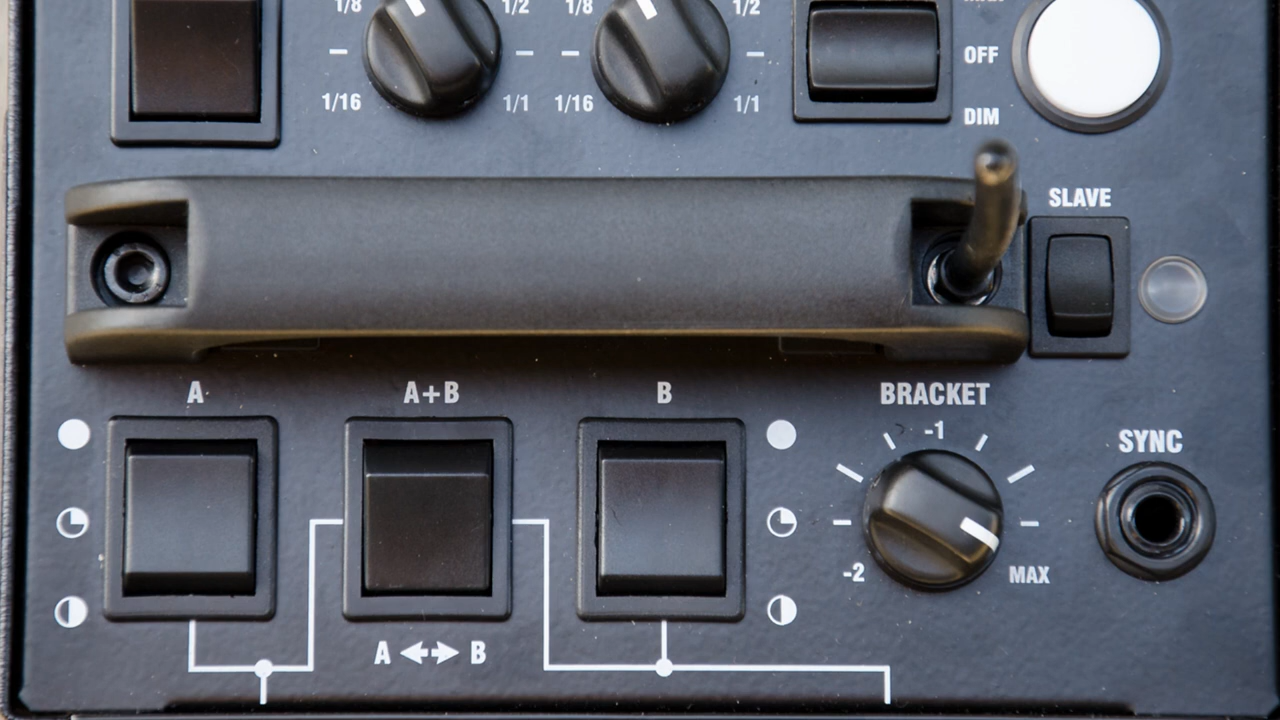 1/8 1/2 1/8 1/2
OFF
1/16 1/1 1/16 1/1
DIM
SLAVE
A A+B B BRACKET
-1
SYNC
-2 MAX
A B